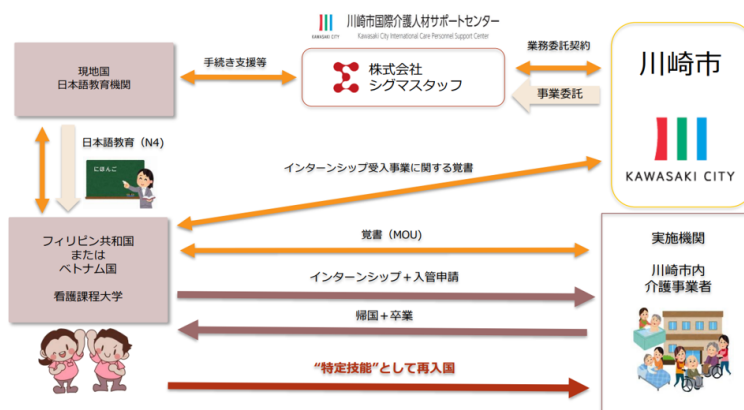 川崎市国際介護人材サポートセンター
KAWASAKI CITY
Kawasaki City International Care Personnel Support Center
現地国
日本語教育機関
手続き支援等
株式会社
シグマスタッフ
業務委託契約
事業委託
川崎市
KAWASAKI CITY
日本語教育（N4）
にほんご
インターンシップ受入事業に関する覚書
フィリピン共和国
または
ベトナム国
看護課程大学
覚書（MOU）
インターンシップ＋入管申請
帰国＋卒業
“特定技能”として再入国
実施機関
川崎市内
介護事業者